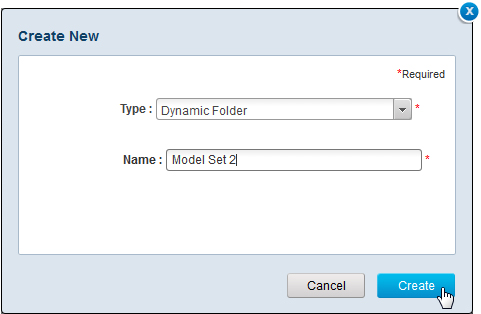 x
Create New
*Required
Type : Dynamic Folder *
Name : Model Set 2 *
Cancel Create